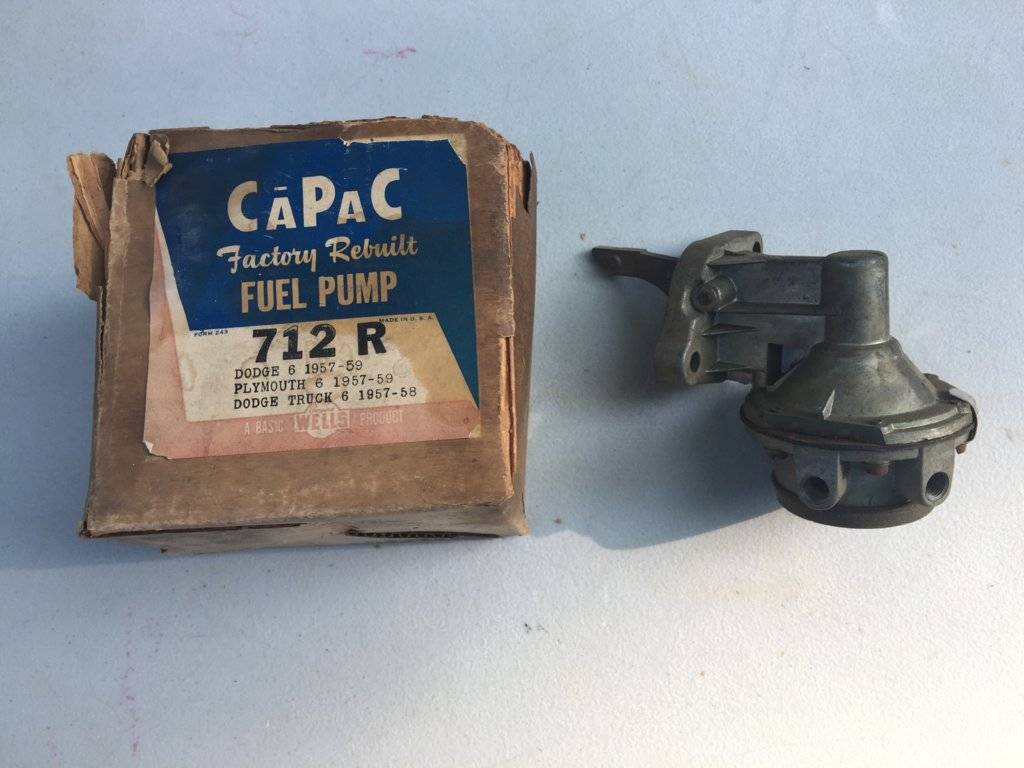 CAPAC
Factory Rebuilt
FUEL PUMP
FORM 243 MADE IN U.S.A.
712 R
DODGE 6 1957-59
PLYMOUTH 6 1957-59
DODGE TRUCK 6 1957-58
A BASIC WELLS PRODUCT